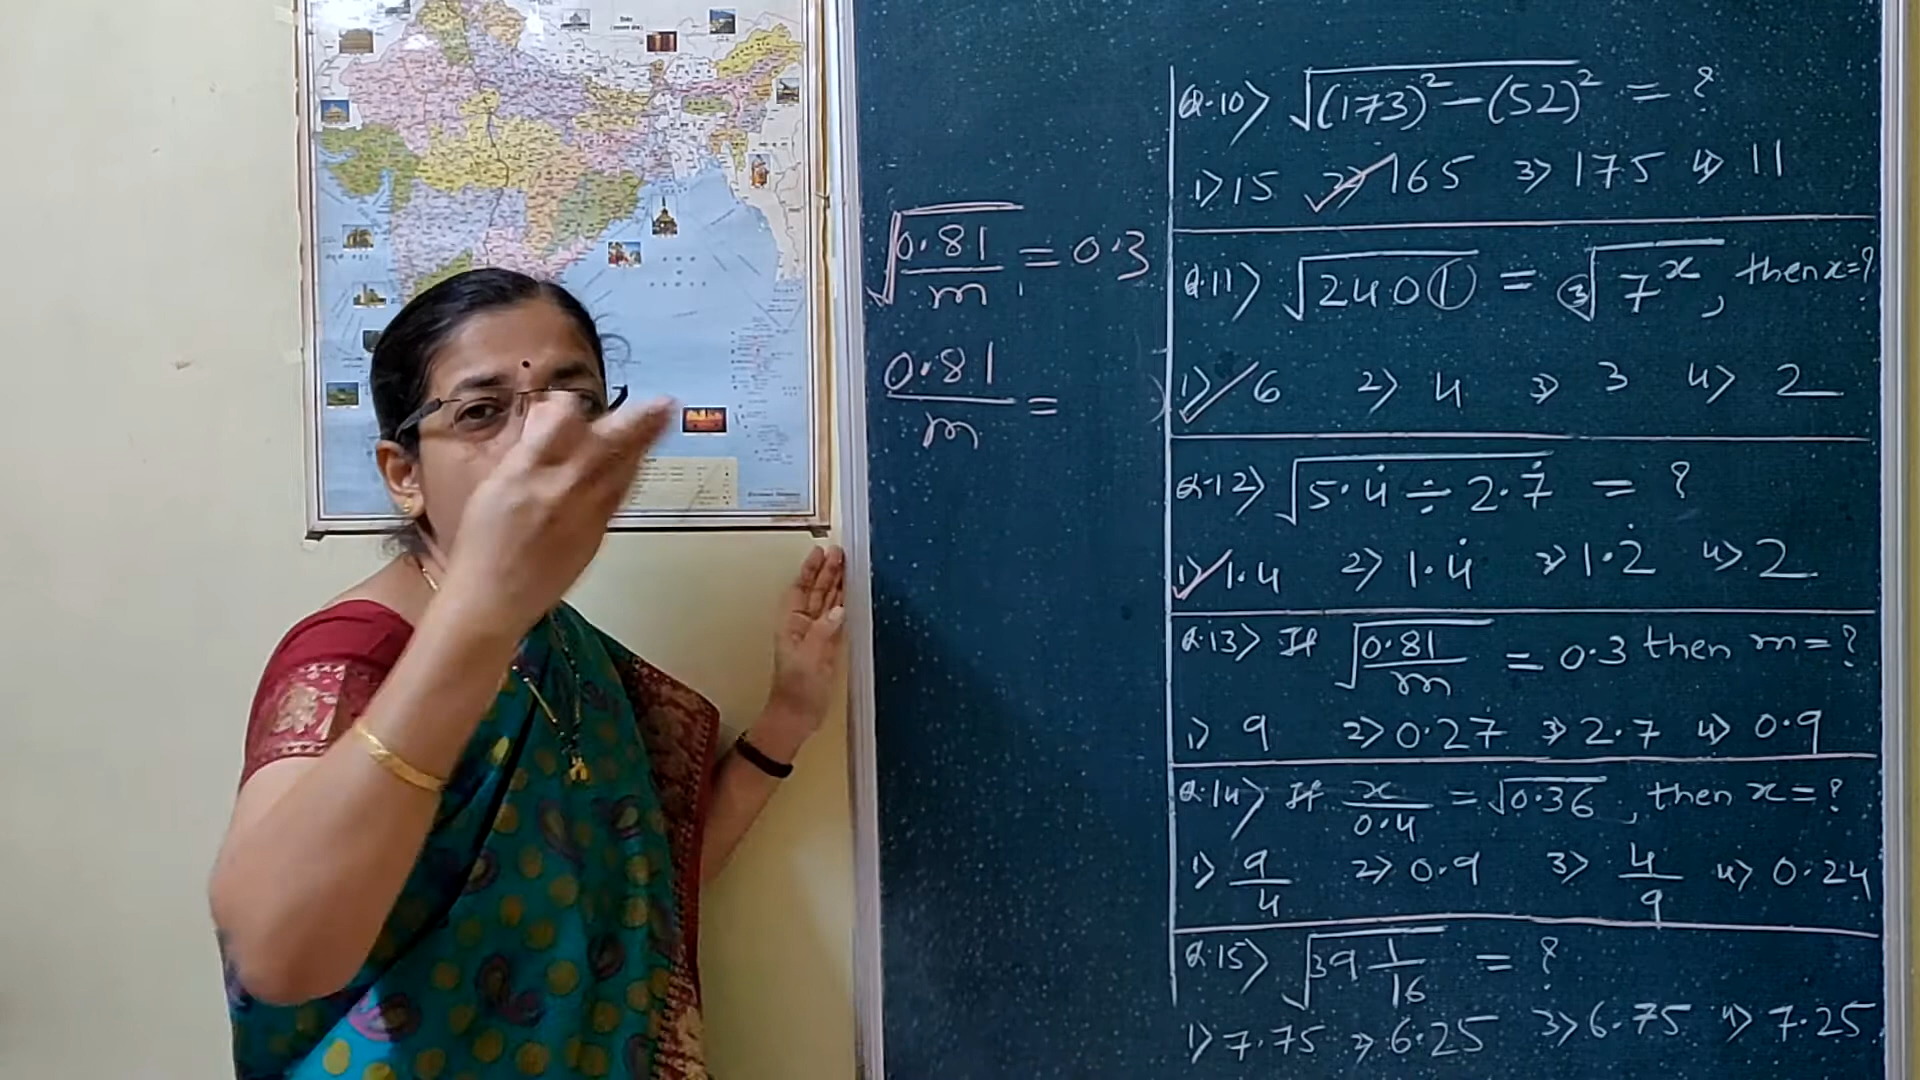 √(0.81/m) = 0.3
0.81/m =
Q.10> √((173)² − (52)²) = ?
1> 15 2> 165 3> 175 4> 11
Q.11> √2401 = ³√(7^x), then x = ?
1> 6 2> 4 3> 3 4> 2
Q.12> √(5.4̇ ÷ 2.7̇) = ?
1> 1.4 2> 1.4̇ 3> 1.2̇ 4> 2
Q.13> If √(0.81/m) = 0.3 then m = ?
1> 9 2> 0.27 3> 2.7 4> 0.9
Q.14> If x/0.4 = √0.36, then x = ?
1> 9/4 2> 0.9 3> 4/9 4> 0.24
Q.15> √(39 1/16) = ?
1> 7.75 2> 6.25 3> 6.75 4> 7.25